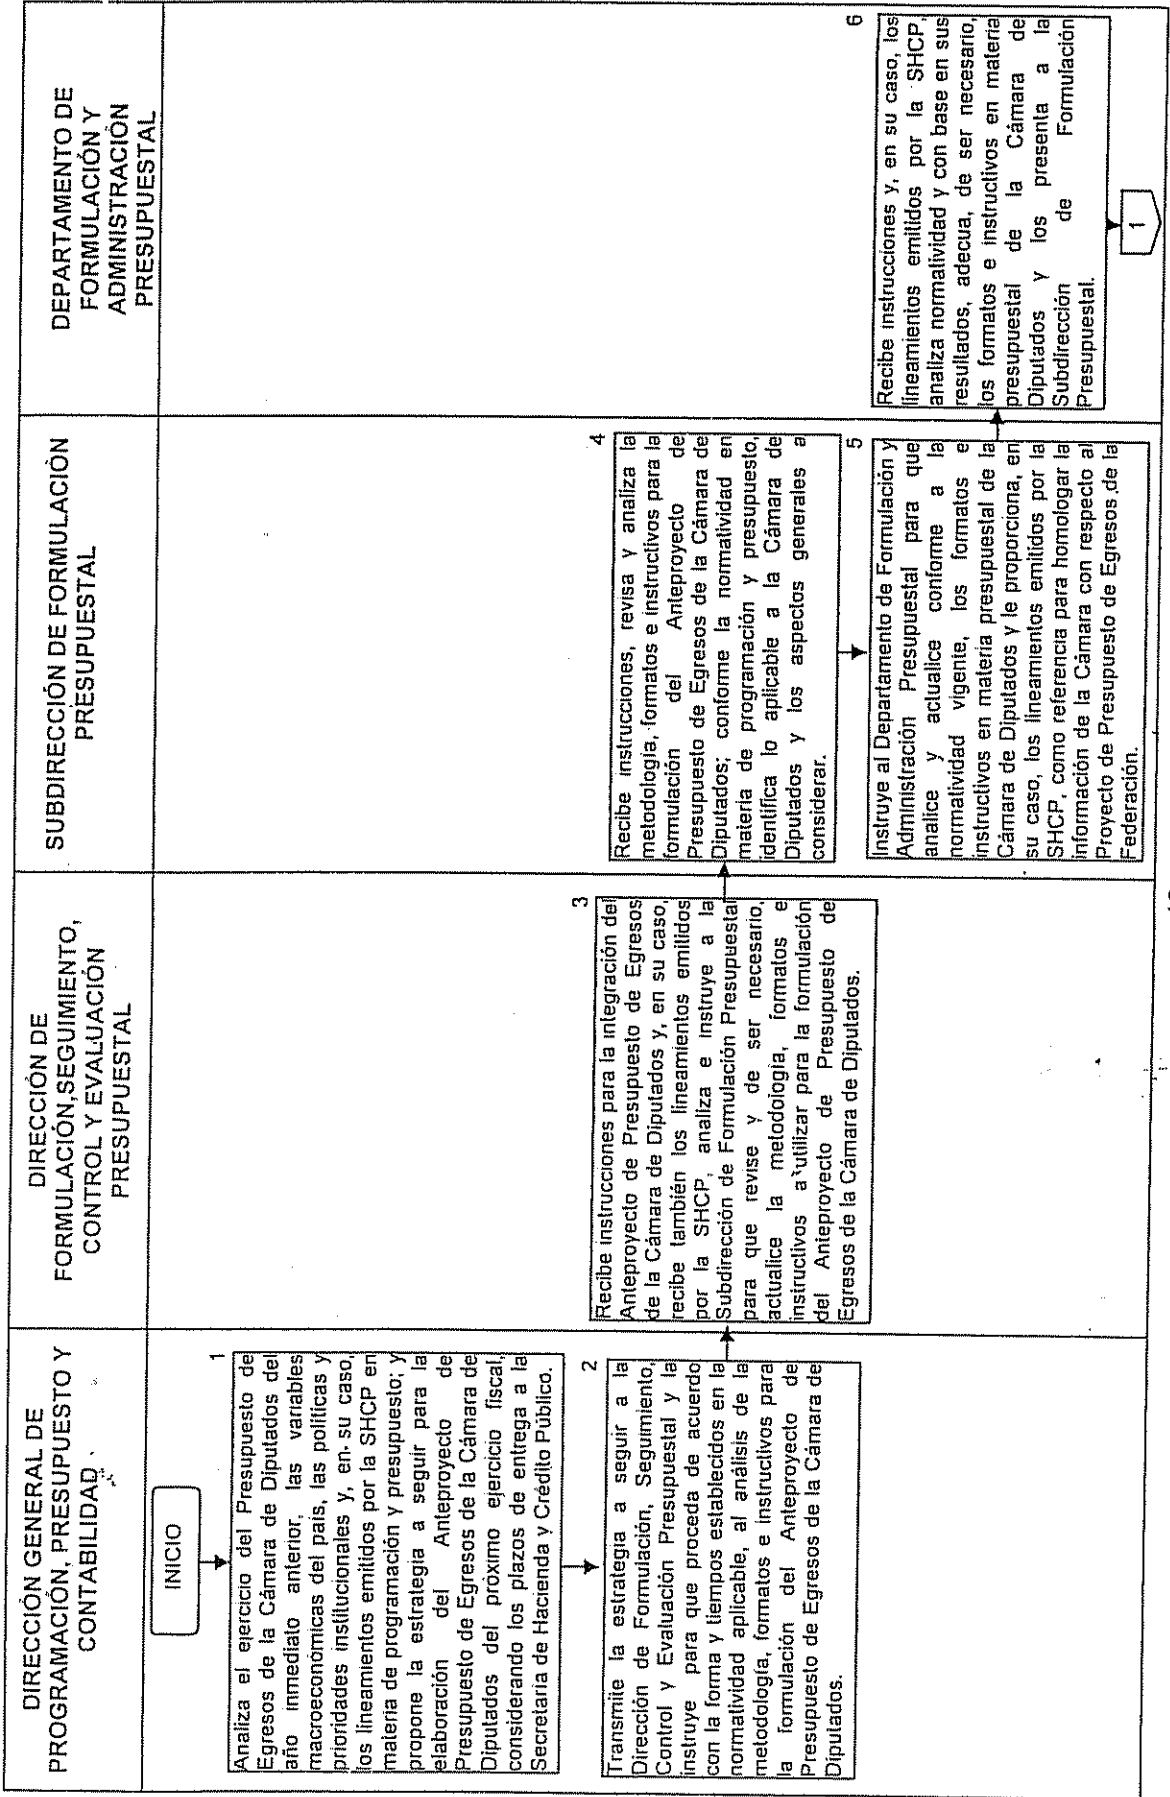 DIRECCIÓN GENERAL DE
PROGRAMACIÓN, PRESUPUESTO Y
CONTABILIDAD
DIRECCIÓN DE
FORMULACIÓN,SEGUIMIENTO,
CONTROL Y EVALUACIÓN
PRESUPUESTAL
SUBDIRECCIÓN DE FORMULACIÓN
PRESUPUESTAL
DEPARTAMENTO DE
FORMULACIÓN Y
ADMINISTRACIÓN
PRESUPUESTAL
INICIO
1
Analiza el ejercicio del Presupuesto de
Egresos de la Cámara de Diputados del
año inmediato anterior, las variables
macroeconómicas del país, las políticas y
prioridades institucionales y, en su caso,
los lineamientos emitidos por la SHCP en
materia de programación y presupuesto; y
propone la estrategia a seguir para la
elaboración del Anteproyecto de
Presupuesto de Egresos de la Cámara de
Diputados del próximo ejercicio fiscal,
considerando los plazos de entrega a la
Secretaria de Hacienda y Crédito Público.
2
Transmite la estrategia a seguir a la
Dirección de Formulación, Seguimiento,
Control y Evaluación Presupuestal y la
instruye para que proceda de acuerdo
con la forma y tiempos establecidos en la
normatividad aplicable, al análisis de la
metodología, formatos e instructivos para
la formulación del Anteproyecto de
Presupuesto de Egresos de la Cámara de
Diputados.
3
Recibe instrucciones para la integración del
Anteproyecto de Presupuesto de Egresos
de la Cámara de Diputados y, en su caso,
recibe también los lineamientos emitidos
por la SHCP, analiza e instruye a la
Subdirección de Formulación Presupuestal
para que revise y de ser necesario,
actualice la metodología, formatos e
instructivos a utilizar para la formulación
del Anteproyecto de Presupuesto de
Egresos de la Cámara de Diputados.
4
Recibe instrucciones, revisa y analiza la
metodología, formatos e instructivos para la
formulación del Anteproyecto de
Presupuesto de Egresos de la Cámara de
Diputados; conforme la normatividad en
materia de programación y presupuesto,
identifica lo aplicable a la Cámara de
Diputados y los aspectos generales a
considerar.
5
Instruye al Departamento de Formulación y
Administración Presupuestal para que
analice y actualice conforme a la
normatividad vigente, los formatos e
instructivos en materia presupuestal de la
Cámara de Diputados y le proporciona, en
su caso, los lineamientos emitidos por la
SHCP, como referencia para homologar la
información de la Cámara con respecto al
Proyecto de Presupuesto de Egresos de la
Federación.
6
Recibe instrucciones y, en su caso, los
lineamientos emitidos por la SHCP,
analiza normatividad y con base en sus
resultados, adecua, de ser necesario,
los formatos e instructivos en materia
presupuestal de la Cámara de
Diputados y los presenta a la
Subdirección de Formulación
Presupuestal.
1